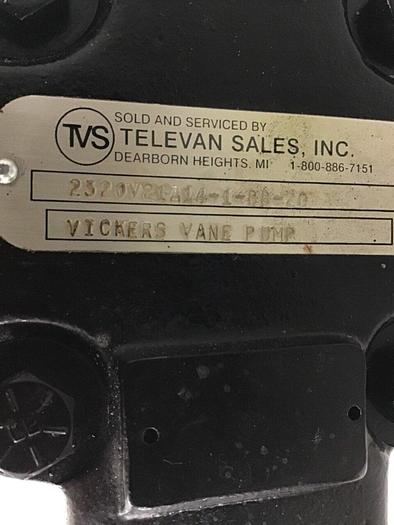 SOLD AND SERVICED BY
TVS TELEVAN SALES, INC.
DEARBORN HEIGHTS, MI 1-800-886-7151
VICKERS VANE PUMP